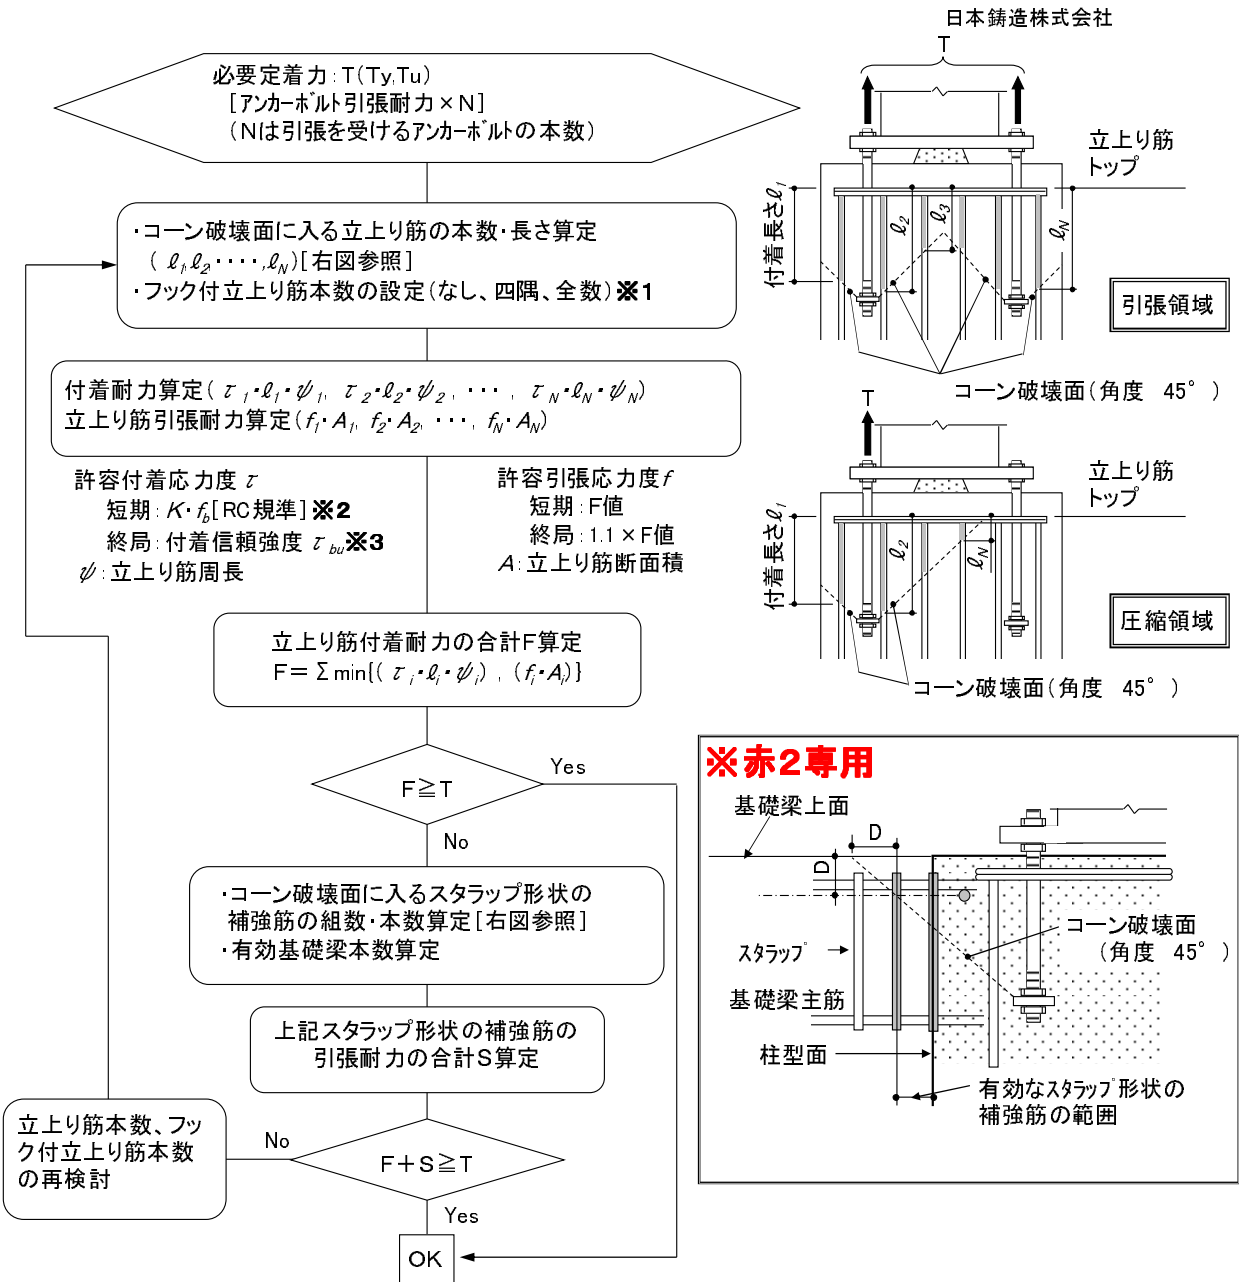 日本鋳造株式会社
必要定着力:T(Ty,Tu)
[アンカーボルト引張耐力×N]
(Nは引張を受けるアンカーボルトの本数)
・コーン破壊面に入る立上り筋の本数・長さ算定
(ℓ1,ℓ2・・・・,ℓN)[右図参照]
・フック付立上り筋本数の設定(なし、四隅、全数)※1
付着耐力算定(τ1・ℓ1・ψ1, τ2・ℓ2・ψ2, ・・・, τN・ℓN・ψN)
立上り筋引張耐力算定(f1・A1, f2・A2, ・・・, fN・AN)
許容付着応力度τ
短期:K・fb[RC規準]※2
終局:付着信頼強度 τbu※3
ψ:立上り筋周長
許容引張応力度f
短期:F値
終局:1.1×F値
A:立上り筋断面積
立上り筋付着耐力の合計F算定
F=Σmin{(τi・ℓi・ψi), (fi・Ai)}
F≧T
Yes
No
・コーン破壊面に入るスタラップ形状の
補強筋の組数・本数算定[右図参照]
・有効基礎梁本数算定
上記スタラップ形状の補強筋の
引張耐力の合計S算定
F+S≧T
No
Yes
立上り筋本数、フッ
ク付立上り筋本数
の再検討
OK
T
立上り筋
トップ
付着長さℓ1
ℓ2
ℓ3
ℓN
引張領域
コーン破壊面(角度 45°)
T
立上り筋
トップ
付着長さℓ1
ℓ2
ℓN
圧縮領域
コーン破壊面(角度 45°)
※赤2専用
基礎梁上面
D
D
コーン破壊面
(角度 45°)
スタラップ
基礎梁主筋
柱型面
有効なスタラップ形状の
補強筋の範囲